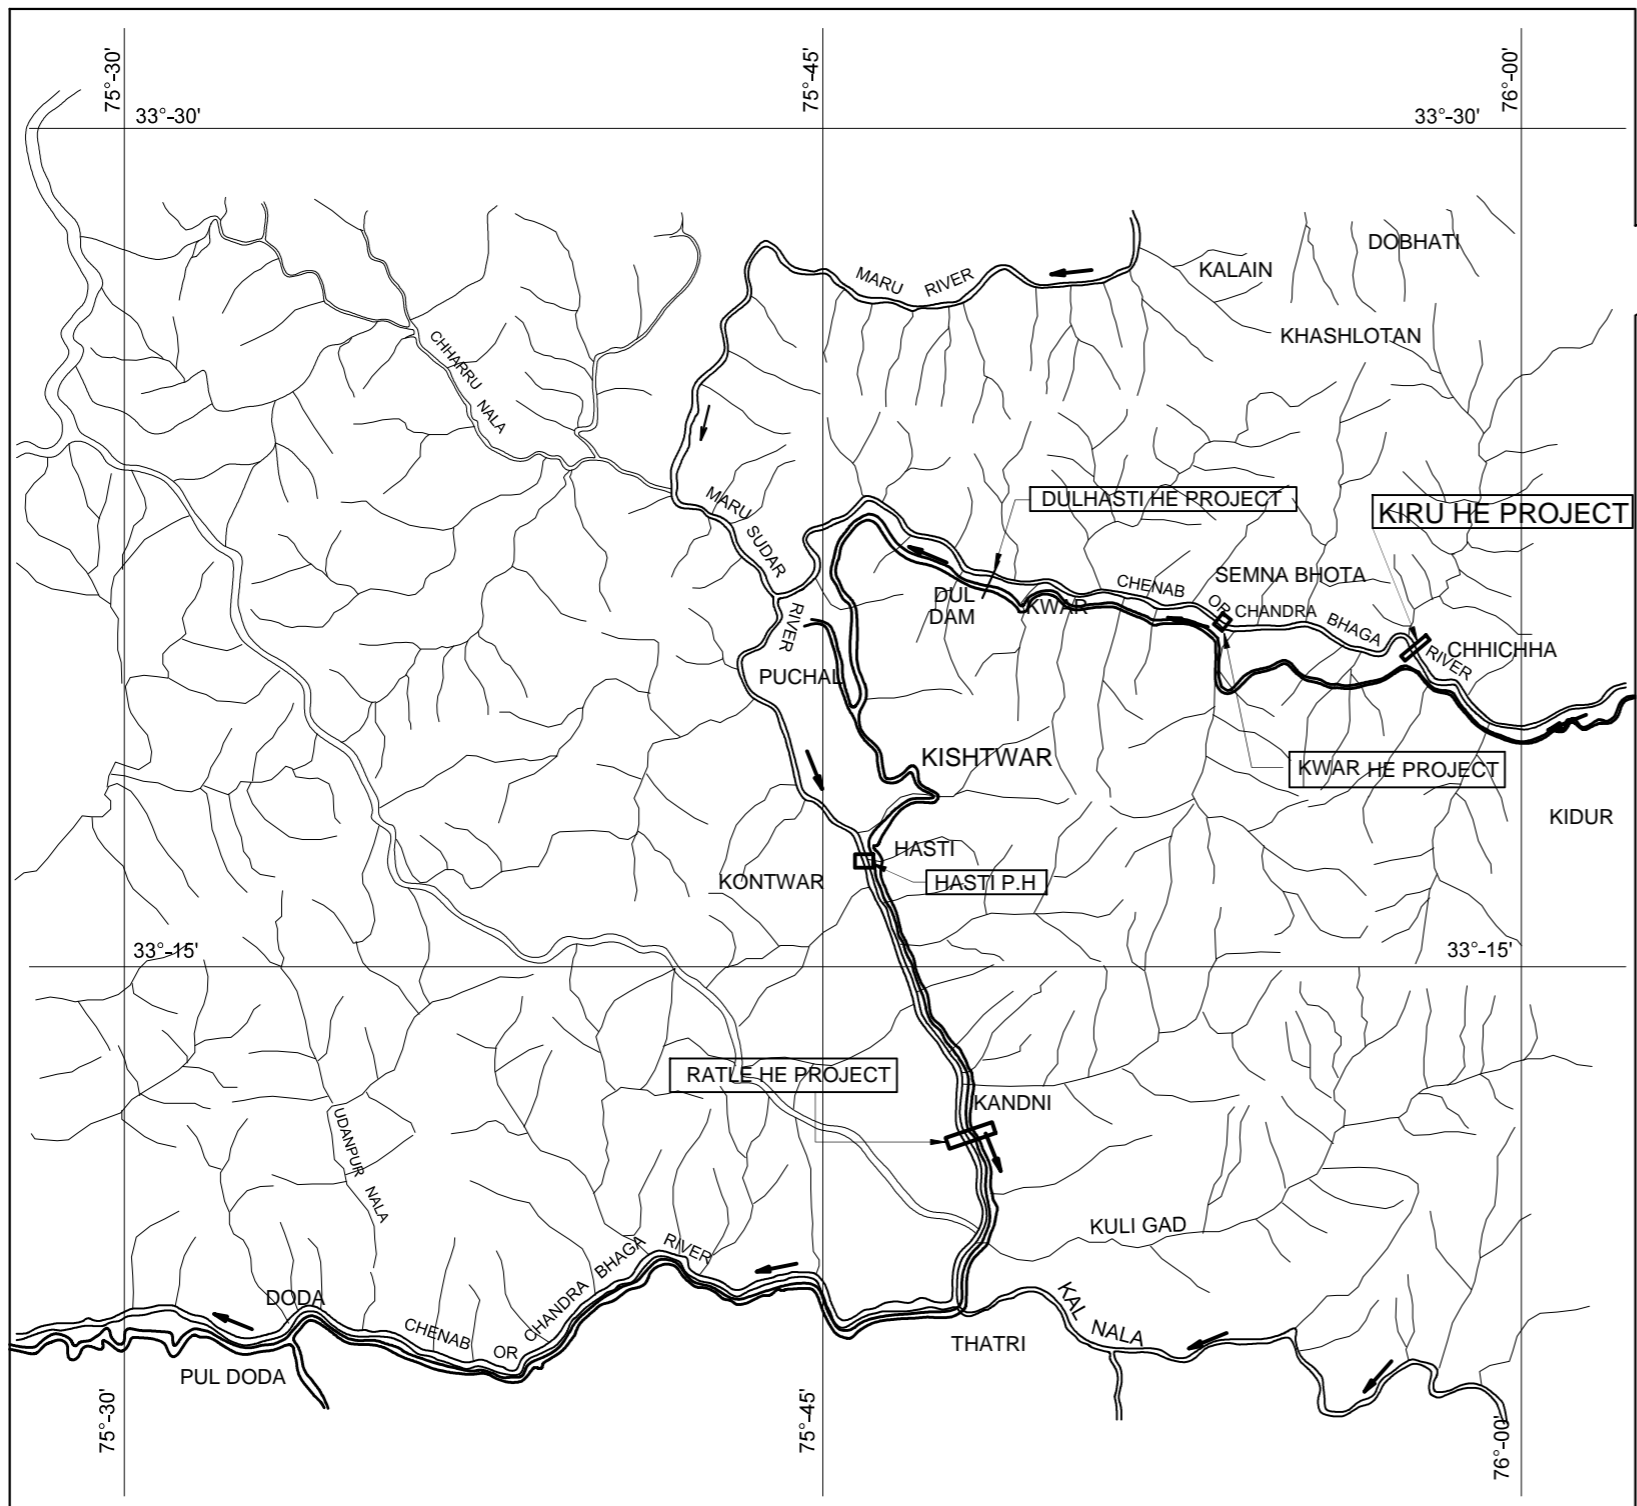 75°-30'
75°-45'
76°-00'
33°-30'
33°-30'
DOBHATI
KALAIN
MARU RIVER
KHASHLOTAN
CHHARRU NALA
DULHASTI HE PROJECT
KIRU HE PROJECT
MARU SUDAR RIVER
CHENAB OR CHANDRA BHAGA RIVER
SEMNA BHOTA
DUL
DAM
KWAR
CHHICHHA
PUCHAL
KISHTWAR
KWAR HE PROJECT
KIDUR
HASTI
KONTWAR
HASTI P.H
33°-15'
33°-15'
RATLE HE PROJECT
KANDNI
UDANPUR NALA
KULI GAD
DODA
CHENAB OR CHANDRA BHAGA RIVER
KAL NALA
THATRI
PUL DODA
75°-30'
75°-45'
76°-00'